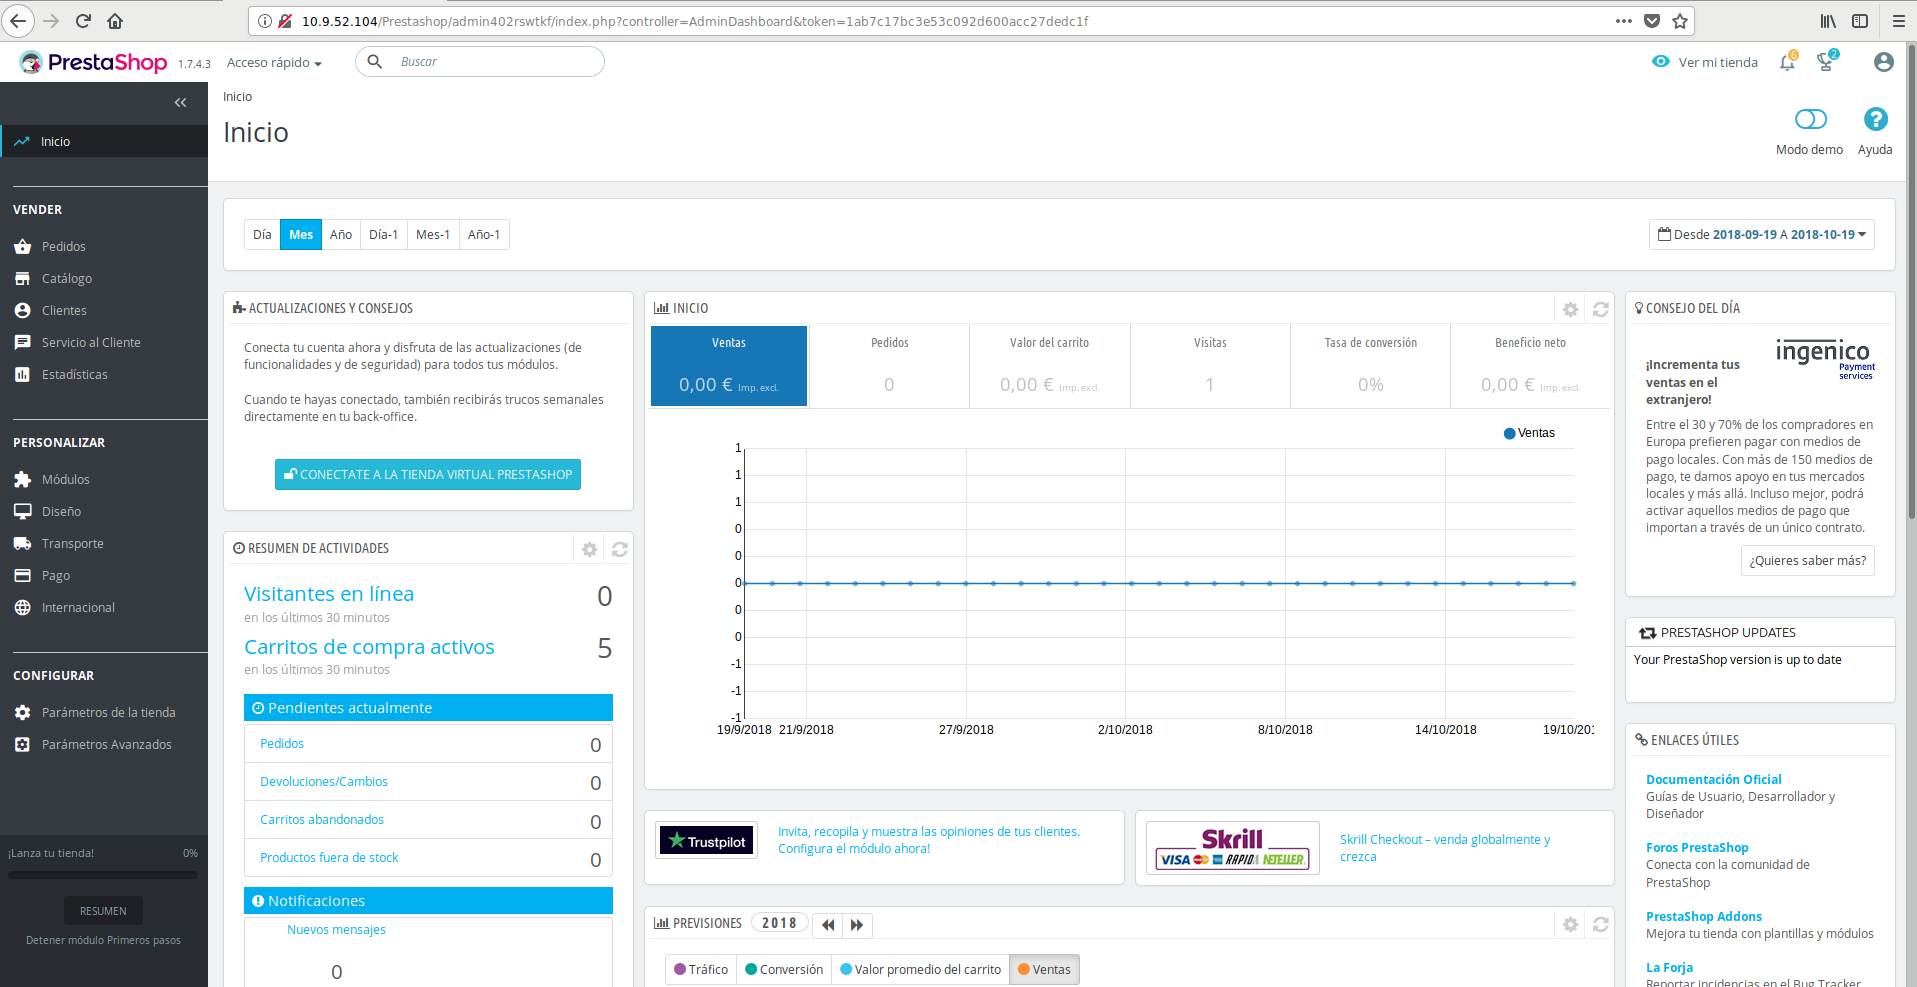 10.9.52.104/Prestashop/admin402rswtkf/index.php?controller=AdminDashboard&token=1ab7c17bc3e53c092d600acc27dedc1f
PrestaShop 1.7.4.3 Acceso rápido
Buscar
Ver mi tienda
6
2
Inicio
VENDER
Pedidos
Catálogo
Clientes
Servicio al Cliente
Estadísticas
PERSONALIZAR
Módulos
Diseño
Transporte
Pago
Internacional
CONFIGURAR
Parámetros de la tienda
Parámetros Avanzados
¡Lanza tu tienda! 0%
RESUMEN
Detener módulo Primeros pasos
Inicio
Inicio
Modo demo
Ayuda
Día Mes Año Día-1 Mes-1 Año-1
Desde 2018-09-19 A 2018-10-19
ACTUALIZACIONES Y CONSEJOS
Conecta tu cuenta ahora y disfruta de las actualizaciones (de
funcionalidades y de seguridad) para todos tus módulos.
Cuando te hayas conectado, también recibirás trucos semanales
directamente en tu back-office.
CONECTATE A LA TIENDA VIRTUAL PRESTASHOP
RESUMEN DE ACTIVIDADES
Visitantes en línea 0
en los últimos 30 minutos
Carritos de compra activos 5
en los últimos 30 minutos
Pendientes actualmente
Pedidos 0
Devoluciones/Cambios 0
Carritos abandonados 0
Productos fuera de stock 0
Notificaciones
Nuevos mensajes
0
INICIO
Ventas
0,00 € Imp. excl.
Pedidos
0
Valor del carrito
0,00 € Imp. excl.
Visitas
1
Tasa de conversión
0%
Beneficio neto
0,00 € Imp. excl.
Ventas
1
1
1
0
0
0
0
0
-1
-1
-1
19/9/2018 21/9/2018 27/9/2018 2/10/2018 8/10/2018 14/10/2018 19/10/201
Trustpilot
Invita, recopila y muestra las opiniones de tus clientes.
Configura el módulo ahora!
Skrill
VISA RAPID NETELLER
Skrill Checkout – venda globalmente y
crezca
PREVISIONES 2018
Tráfico Conversión Valor promedio del carrito Ventas
CONSEJO DEL DÍA
ingenico
Payment
services
¡Incrementa tus
ventas en el
extranjero!
Entre el 30 y 70% de los compradores en
Europa prefieren pagar con medios de
pago locales. Con más de 150 medios de
pago, te damos apoyo en tus mercados
locales y más allá. Incluso mejor, podrá
activar aquellos medios de pago que
importan a través de un único contrato.
¿Quieres saber más?
PRESTASHOP UPDATES
Your PrestaShop version is up to date
ENLACES ÚTILES
Documentación Oficial
Guías de Usuario, Desarrollador y
Diseñador
Foros PrestaShop
Conecta con la comunidad de
PrestaShop
PrestaShop Addons
Mejora tu tienda con plantillas y módulos
La Forja
Reportar incidencias en el Bug Tracker